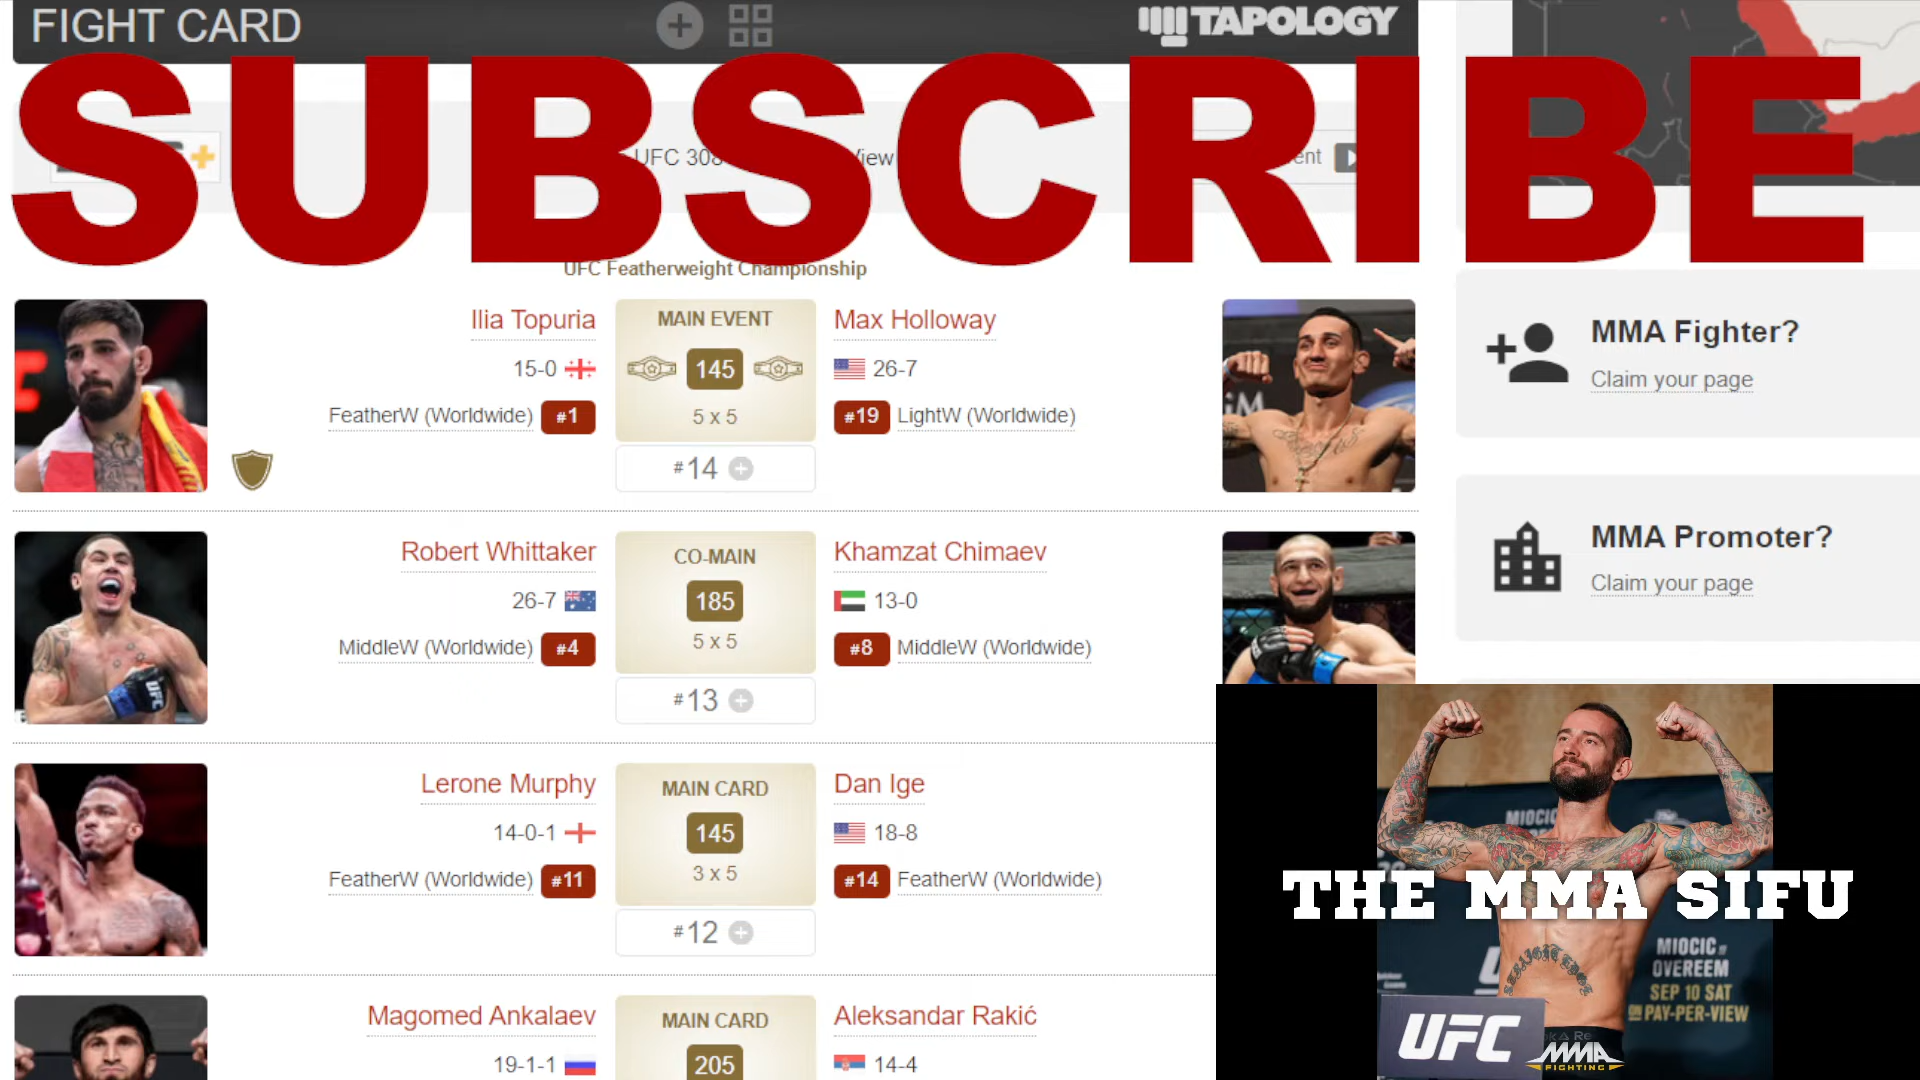 FIGHT CARD
TAPOLOGY
SUBSCRIBE
UFC 308
UFC Featherweight Championship
Ilia Topuria
MAIN EVENT
Max Holloway
15-0
145
26-7
FeatherW (Worldwide) #1
5 x 5
#19 LightW (Worldwide)
#14
Robert Whittaker
CO-MAIN
Khamzat Chimaev
26-7
185
13-0
MiddleW (Worldwide) #4
5 x 5
#8 MiddleW (Worldwide)
#13
Lerone Murphy
MAIN CARD
Dan Ige
14-0-1
145
18-8
FeatherW (Worldwide) #11
3 x 5
#14 FeatherW (Worldwide)
#12
Magomed Ankalaev
MAIN CARD
Aleksandar Rakić
19-1-1
205
14-4
MMA Fighter?
Claim your page
MMA Promoter?
Claim your page
THE MMA SIFU
STRAIGHT EDGE
MIOCIC
OVEREEM
SEP 10 SAT
ON PAY-PER-VIEW
UFC
MMA
FIGHTING